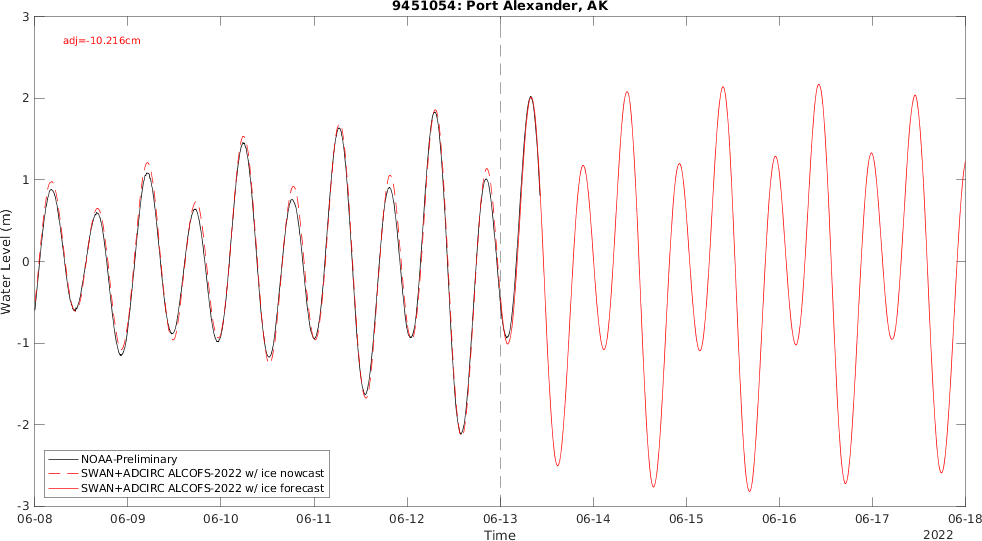 9451054: Port Alexander, AK
adj=-10.216cm
3
2
1
0
-1
-2
-3
Water Level (m)
NOAA-Preliminary
SWAN+ADCIRC ALCOFS-2022 w/ ice nowcast
SWAN+ADCIRC ALCOFS-2022 w/ ice forecast
06-08 06-09 06-10 06-11 06-12 06-13 06-14 06-15 06-16 06-17 06-18
Time
2022